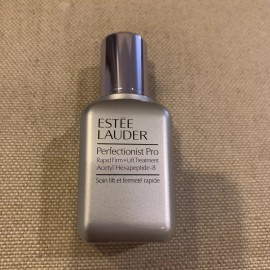 ESTĒE
LAUDER
Perfectionist Pro
Rapid Firm + Lift Treatment
Acetyl Hexapeptide-8
Soin lift et fermeté rapide